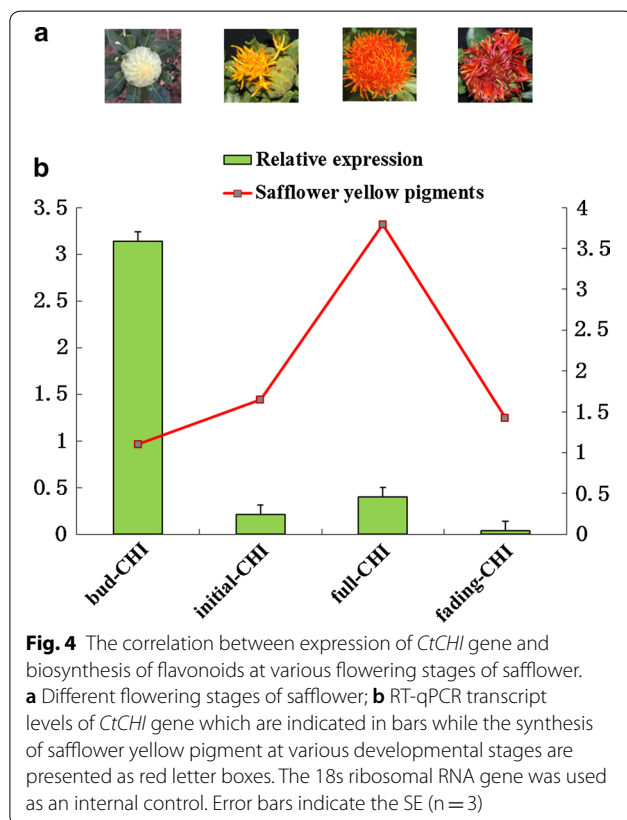 a
b
Relative expression
Safflower yellow pigments
3.5
3
2.5
2
1.5
1
0.5
0
4
3.5
3
2.5
2
1.5
1
0.5
0
bud-CHI
initial-CHI
full-CHI
fading-CHI
Fig. 4 The correlation between expression of CtCHI gene and
biosynthesis of flavonoids at various flowering stages of safflower.
a Different flowering stages of safflower; b RT-qPCR transcript
levels of CtCHI gene which are indicated in bars while the synthesis
of safflower yellow pigment at various developmental stages are
presented as red letter boxes. The 18s ribosomal RNA gene was used
as an internal control. Error bars indicate the SE (n = 3)